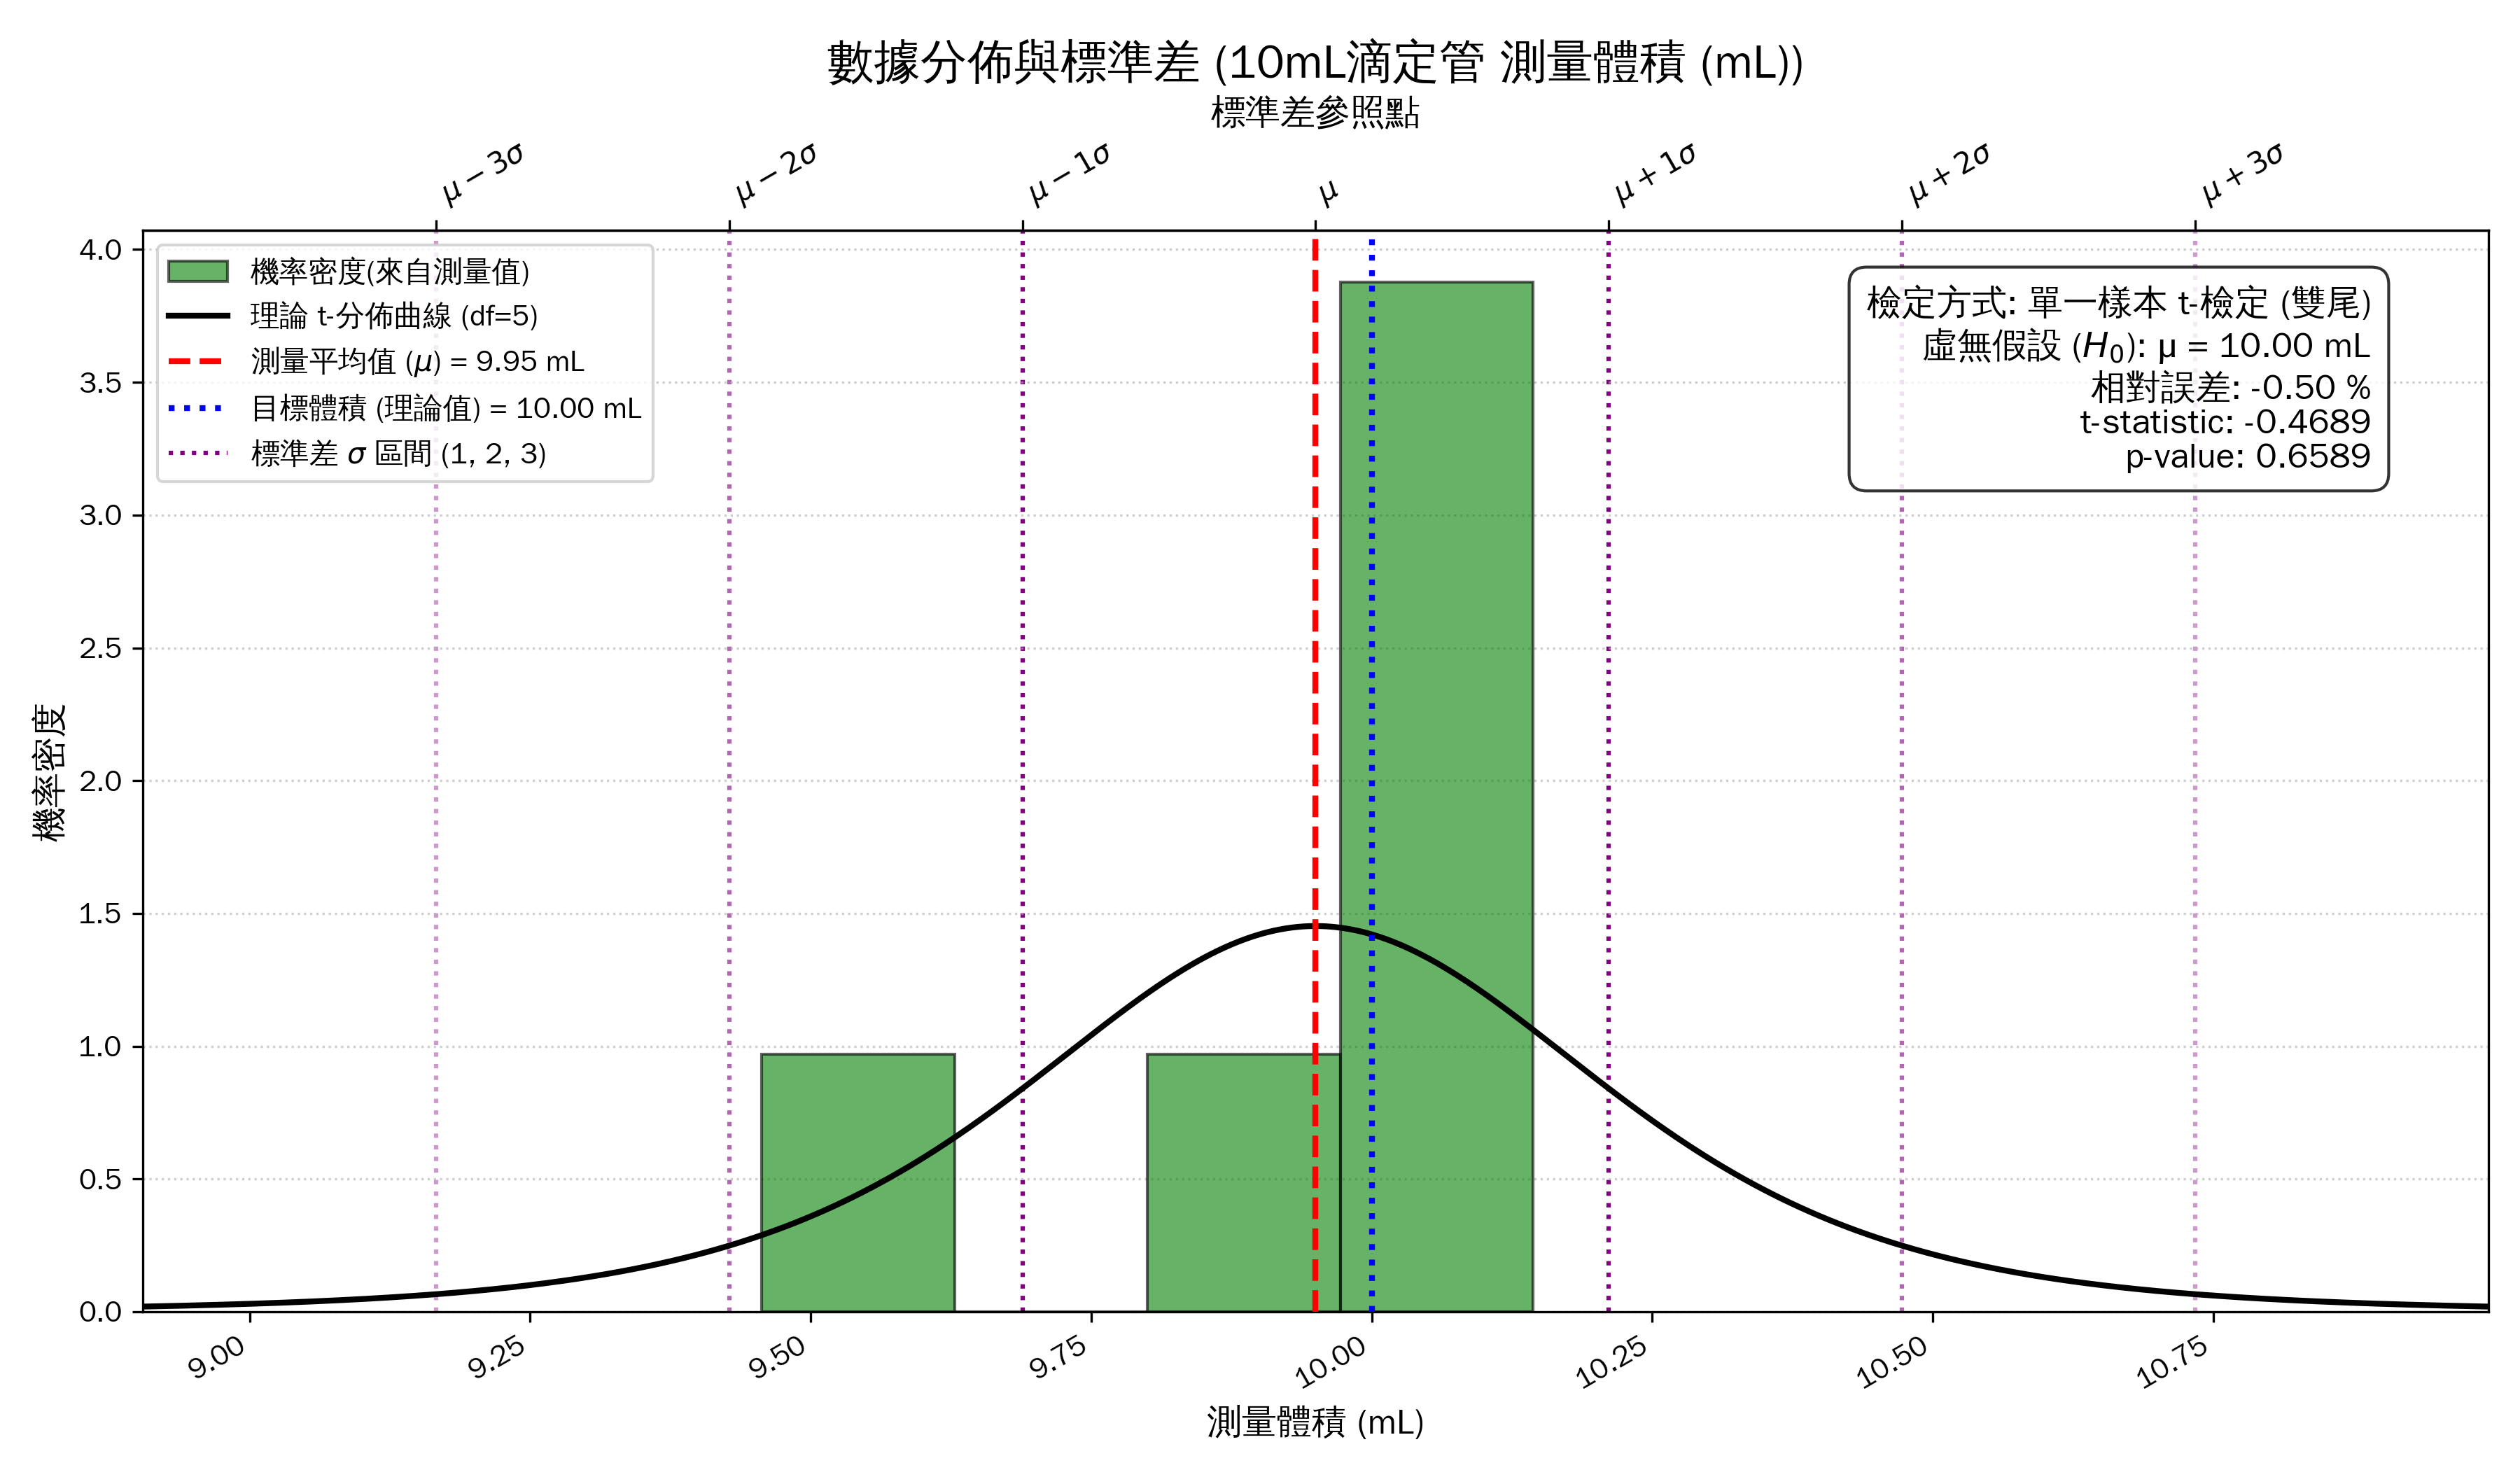 數據分佈與標準差 (10mL滴定管 測量體積 (mL))
標準差參照點
μ − 3σ
μ − 2σ
μ − 1σ
μ
μ + 1σ
μ + 2σ
μ + 3σ
機率密度(來自測量值)
理論 t-分佈曲線 (df=5)
測量平均值 (μ) = 9.95 mL
目標體積 (理論值) = 10.00 mL
標準差 σ 區間 (1, 2, 3)
檢定方式: 單一樣本 t-檢定 (雙尾)
虛無假設 (H₀): μ = 10.00 mL
相對誤差: -0.50 %
t-statistic: -0.4689
p-value: 0.6589
機率密度
4.0
3.5
3.0
2.5
2.0
1.5
1.0
0.5
0.0
9.00
9.25
9.50
9.75
10.00
10.25
10.50
10.75
測量體積 (mL)